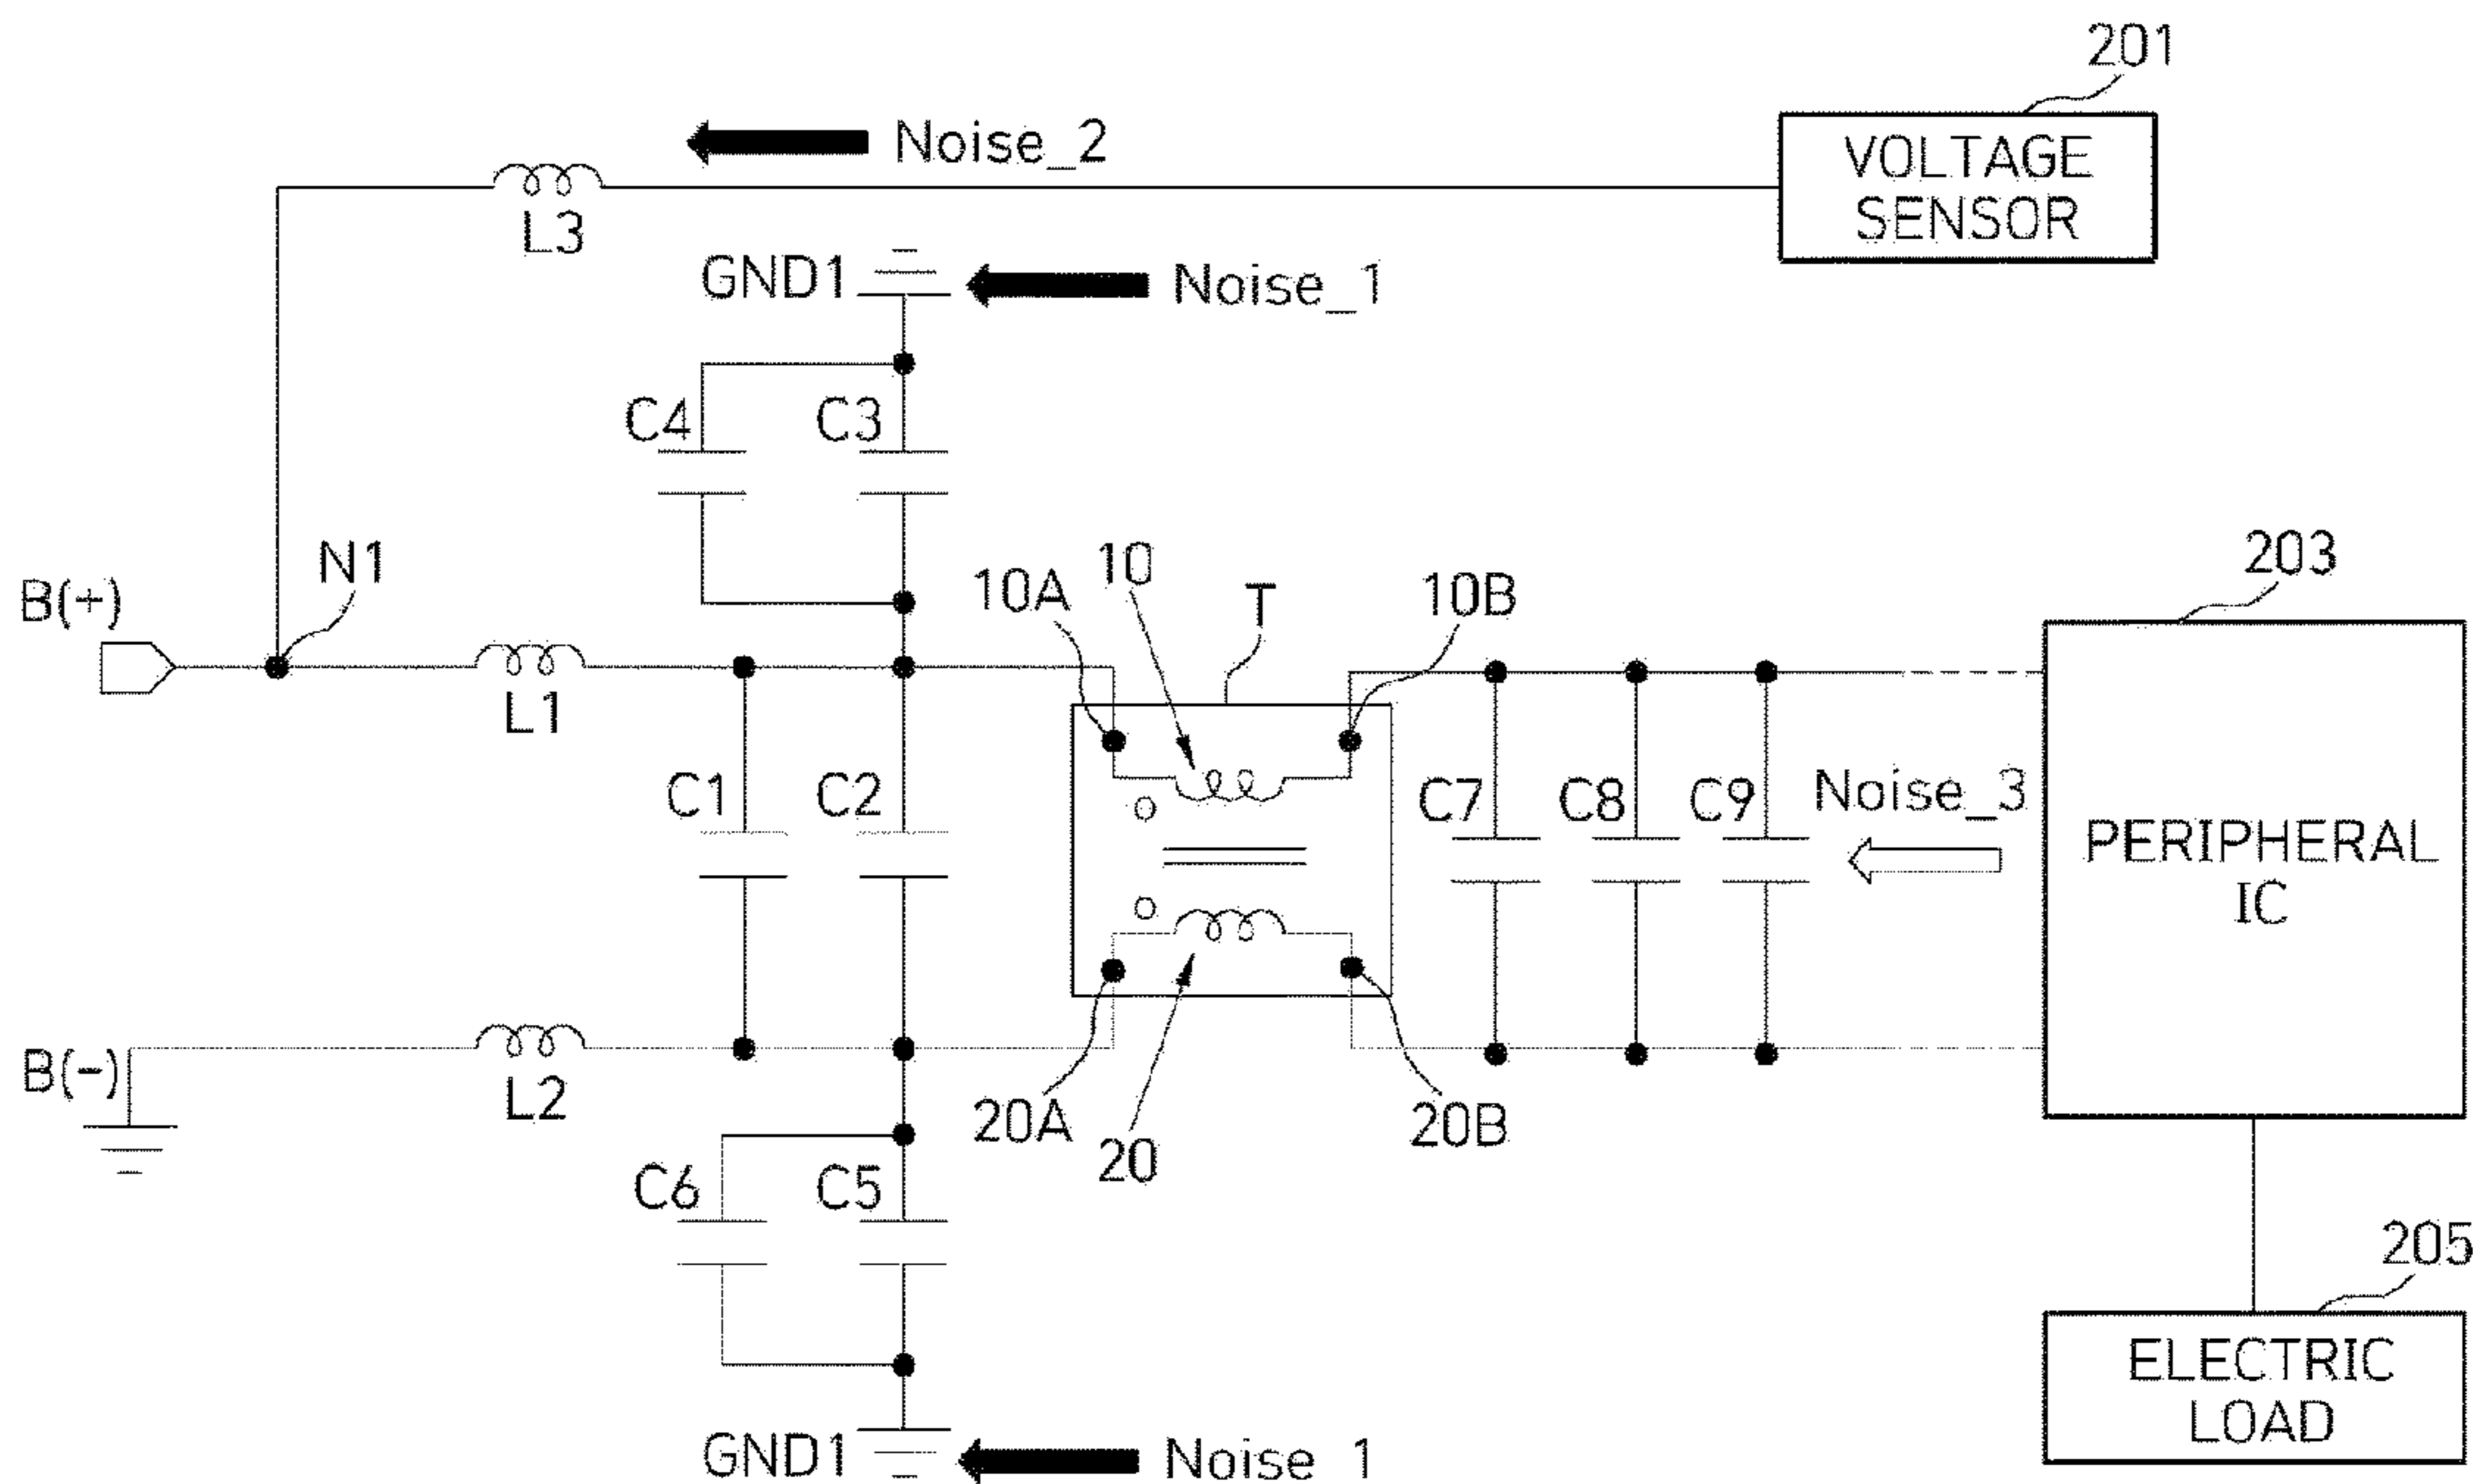 201
Noise_2
VOLTAGE
SENSOR
L3
GND1
Noise_1
C4
C3
N1
B(+)
10A
10
T
10B
203
L1
C1
C2
C7
C8
C9
Noise_3
PERIPHERAL
IC
B(-)
L2
20A
20
20B
C6
C5
205
ELECTRIC
LOAD
GND1
Noise_1